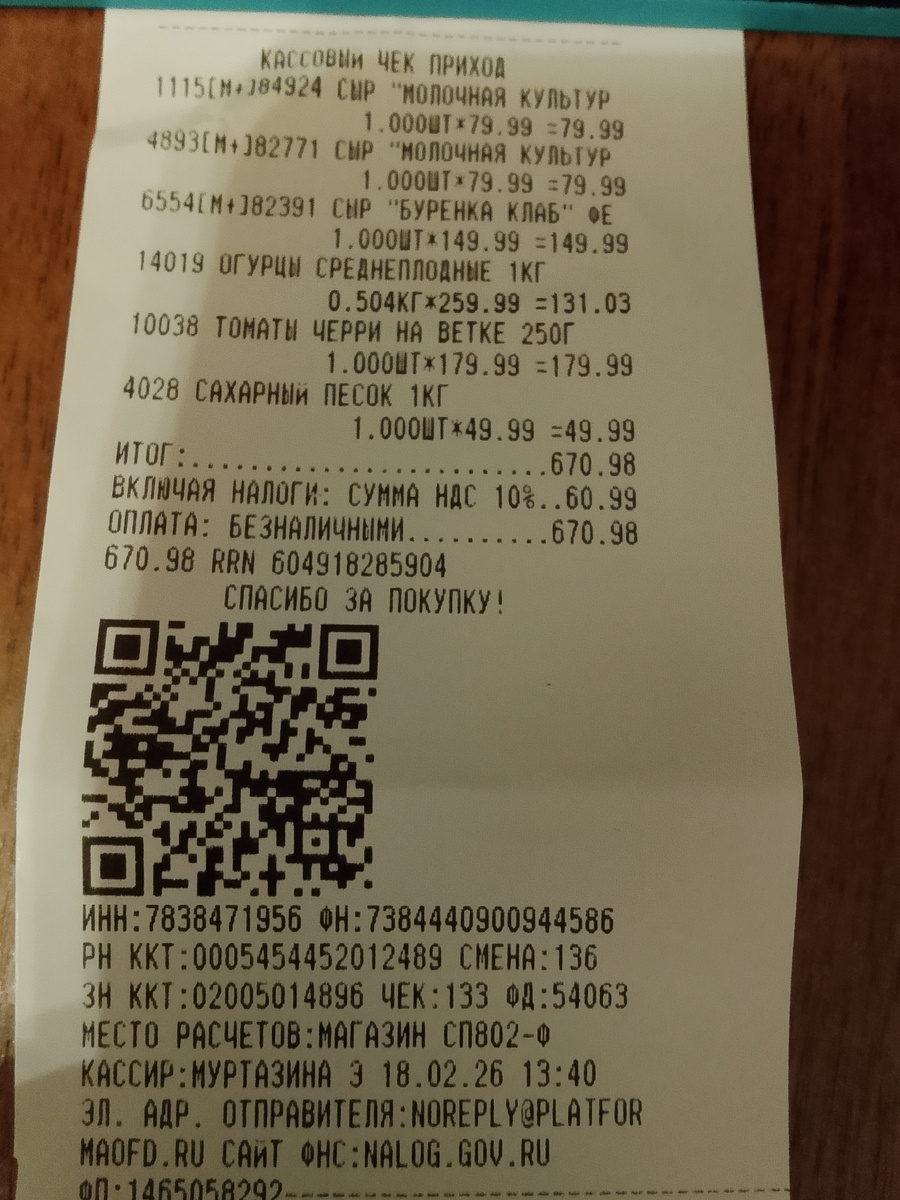 КАССОВЫй ЧЕК ПРИХОД
1115[М+]84924 СЫР "МОЛОЧНАЯ КУЛЬТУР
1.000ШТ*79.99 =79.99
4893[М+]82771 СЫР "МОЛОЧНАЯ КУЛЬТУР
1.000ШТ*79.99 =79.99
6554[М+]82391 СЫР "БУРЕНКА КЛАБ" ФЕ
1.000ШТ*149.99 =149.99
14019 ОГУРЦЫ СРЕДНЕПЛОДНЫЕ 1КГ
0.504КГ*259.99 =131.03
10038 ТОМАТЫ ЧЕРРИ НА ВЕТКЕ 250Г
1.000ШТ*179.99 =179.99
4028 САХАРНЫй ПЕСОК 1КГ
1.000ШТ*49.99 =49.99
ИТОГ:..........................670.98
ВКЛЮЧАЯ НАЛОГИ: СУММА НДС 10%..60.99
ОПЛАТА: БЕЗНАЛИЧНЫМИ..........670.98
670.98 RRN 604918285904
СПАСИБО ЗА ПОКУПКУ!
ИНН:7838471956 ФН:7384440900944586
РН ККТ:0005454452012489 СМЕНА:136
ЗН ККТ:02005014896 ЧЕК:133 ФД:54063
МЕСТО РАСЧЕТОВ:МАГАЗИН СП802-Ф
КАССИР:МУРТАЗИНА Э 18.02.26 13:40
ЭЛ. АДР. ОТПРАВИТЕЛЯ:NOREPLY@PLATFOR
MAOFD.RU САйТ ФНС:NALOG.GOV.RU
ФП:1465058292